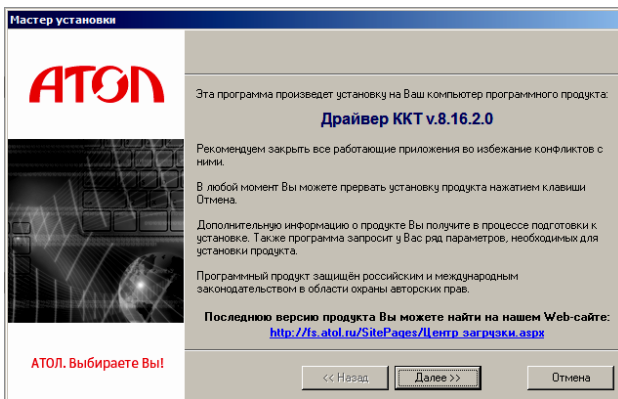 Мастер установки
АТОЛ
Эта программа произведет установку на Ваш компьютер программного продукта:
Драйвер ККТ v.8.16.2.0
Рекомендуем закрыть все работающие приложения во избежание конфликтов с
ними.
В любой момент Вы можете прервать установку продукта нажатием клавиши
Отмена.
Дополнительную информацию о продукте Вы получите в процессе подготовки к
установке. Также программа запросит у Вас ряд параметров, необходимых для
установки продукта.
Программный продукт защищён российским и международным
законодательством в области охраны авторских прав.
Последнюю версию продукта Вы можете найти на нашем Web-сайте:
http://fs.atol.ru/SitePages/Центр загрузки.aspx
АТОЛ. Выбираете Вы!
<< Назад
Далее >>
Отмена